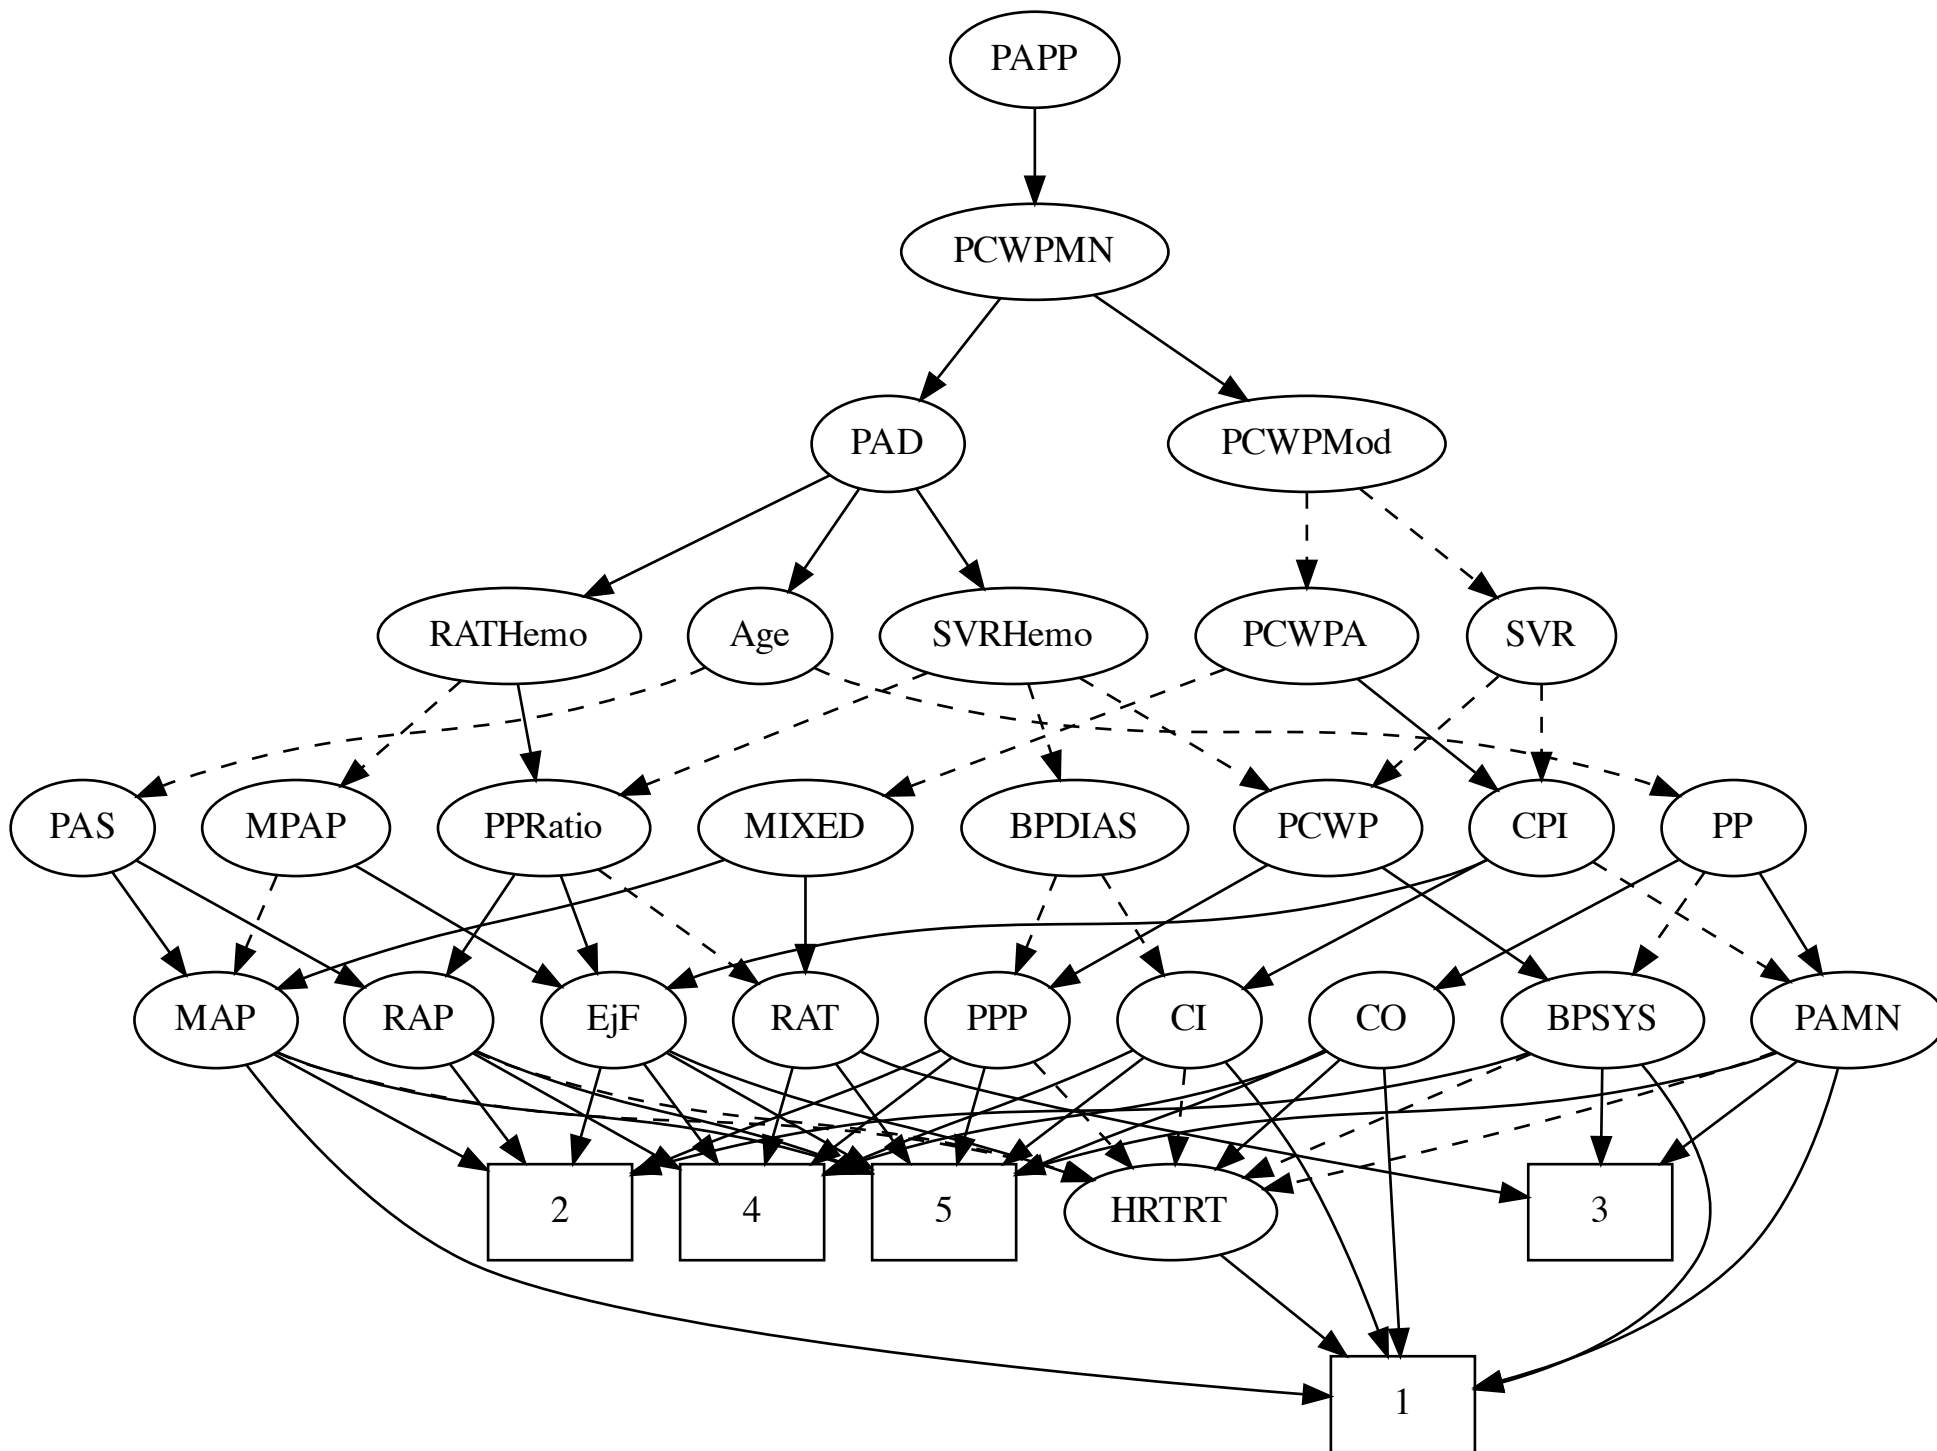 PAPP
PCWPMN
PAD
PCWPMod
RATHemo
Age
SVRHemo
PCWPA
SVR
PAS
MPAP
PPRatio
MIXED
BPDIAS
PCWP
CPI
PP
MAP
RAP
EjF
RAT
PPP
CI
CO
BPSYS
PAMN
2
4
5
HRTRT
3
1